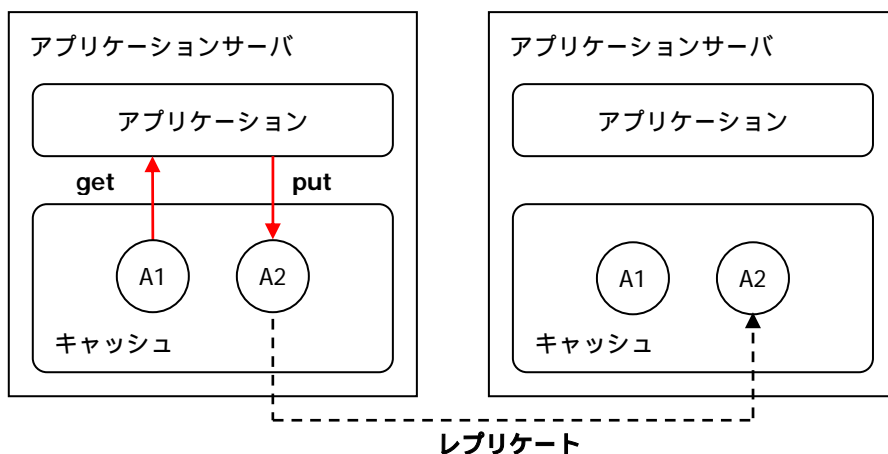 アプリケーションサーバ
アプリケーション
get
put
A1
A2
キャッシュ
アプリケーションサーバ
アプリケーション
A1
A2
キャッシュ
レプリケート